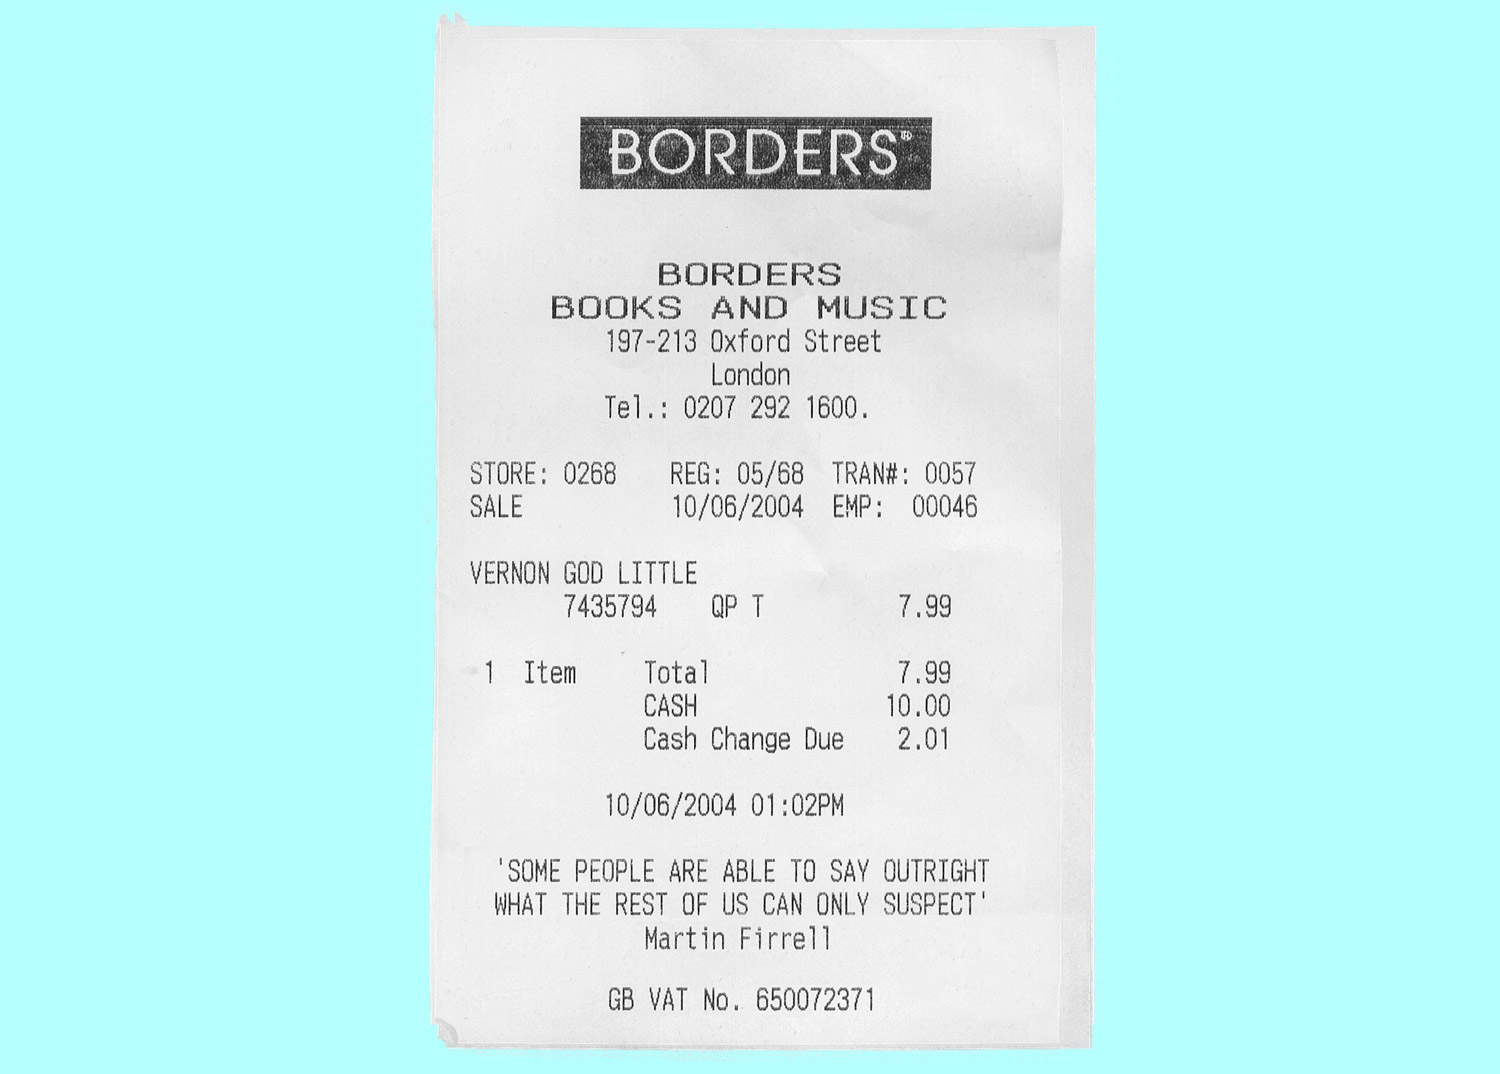 BORDERS®
BORDERS
BOOKS AND MUSIC
197-213 Oxford Street
London
Tel.: 0207 292 1600.
STORE: 0268 REG: 05/68 TRAN#: 0057
SALE 10/06/2004 EMP: 00046
VERNON GOD LITTLE
7435794 QP T 7.99
1 Item Total 7.99
CASH 10.00
Cash Change Due 2.01
10/06/2004 01:02PM
'SOME PEOPLE ARE ABLE TO SAY OUTRIGHT
WHAT THE REST OF US CAN ONLY SUSPECT'
Martin Firrell
GB VAT No. 650072371